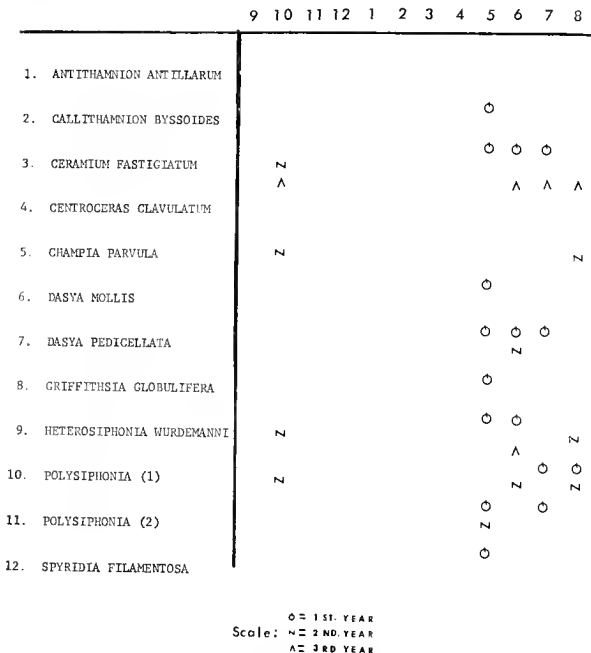 9 10 11 12 1 2 3 4 5 6 7 8
1. ANTITHAMNION ANTILLARUM
Ò
2. CALLITHAMNION BYSSOIDES
Ò Ò Ò
3. CERAMIUM FASTIGIATUM N
Λ Λ Λ Λ
4. CENTROCERAS CLAVULATUM
5. CHAMPIA PARVULA N N
Ò
6. DASYA MOLLIS
Ò Ò Ò
7. DASYA PEDICELLATA N
Ò
8. GRIFFITHSIA GLOBULIFERA
Ò Ò
9. HETEROSIPHONIA WURDEMANNI N N
Λ
Ò Ò
10. POLYSIPHONIA (1) N N N
Ò Ò
11. POLYSIPHONIA (2) N
Ò
12. SPYRIDIA FILAMENTOSA
Ò = 1 ST. YEAR
Scale: N = 2 ND. YEAR
Λ = 3 RD YEAR